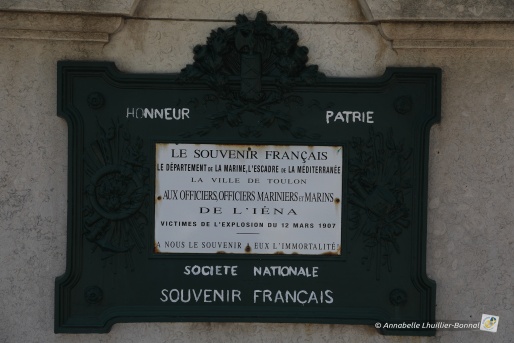 HONNEUR PATRIE
LE SOUVENIR FRANÇAIS
LE DÉPARTEMENT DE LA MARINE, L'ESCADRE DE LA MÉDITERRANÉE
LA VILLE DE TOULON
AUX OFFICIERS, OFFICIERS MARINIERS ET MARINS
DE L'IÉNA
VICTIMES DE L'EXPLOSION DU 12 MARS 1907
A NOUS LE SOUVENIR A EUX L'IMMORTALITÉ
SOCIETE NATIONALE
SOUVENIR FRANÇAIS
© Annabelle Lhuillier-Bonnal